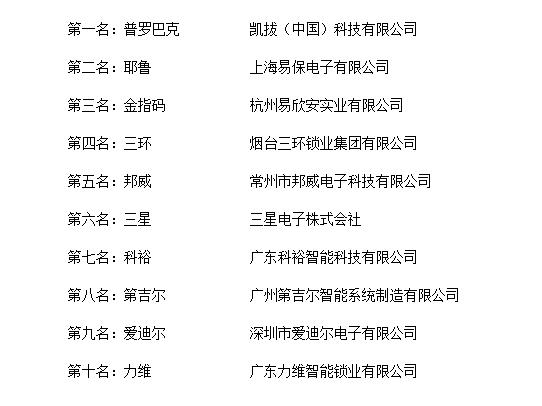 第一名：普罗巴克 凯拔（中国）科技有限公司
第二名：耶鲁 上海易保电子有限公司
第三名：金指码 杭州易欣安实业有限公司
第四名：三环 烟台三环锁业集团有限公司
第五名：邦威 常州市邦威电子科技有限公司
第六名：三星 三星电子株式会社
第七名：科裕 广东科裕智能科技有限公司
第八名：第吉尔 广州第吉尔智能系统制造有限公司
第九名：爱迪尔 深圳市爱迪尔电子有限公司
第十名：力维 广东力维智能锁业有限公司